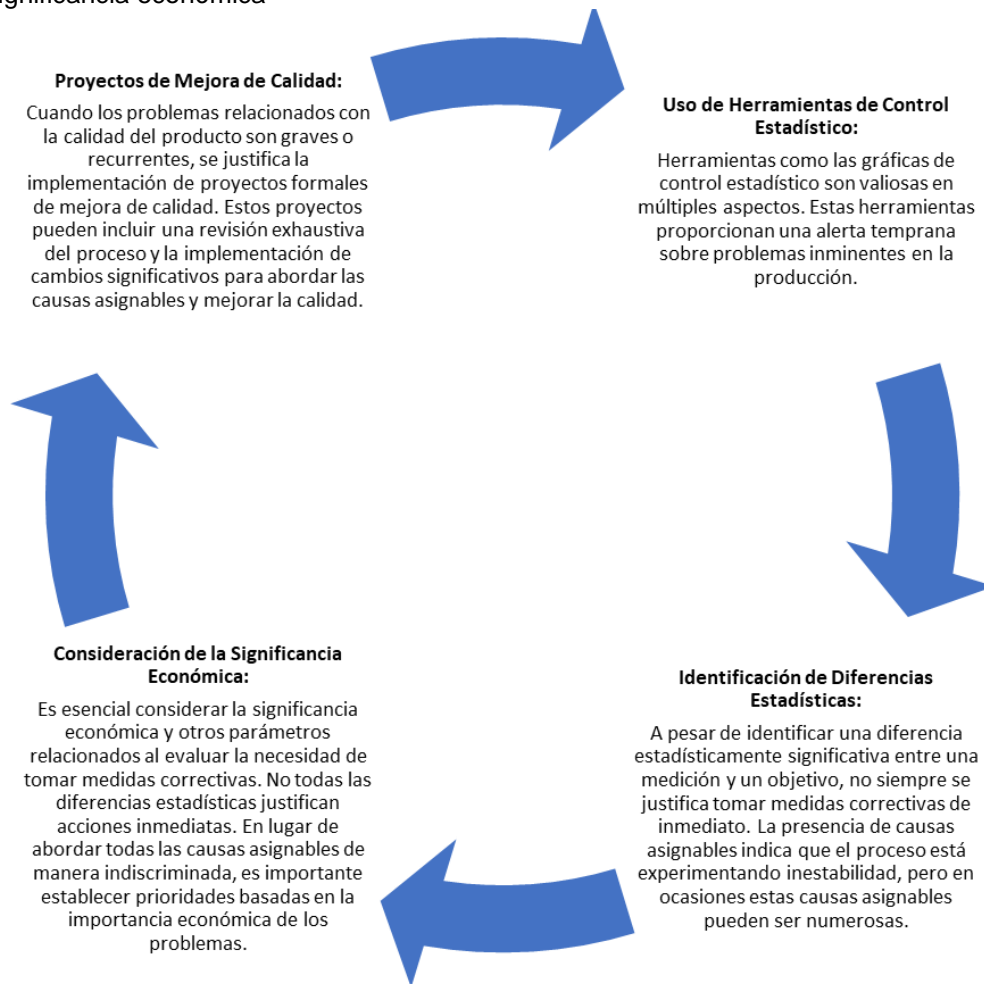 significancia económica
Proyectos de Mejora de Calidad:
Cuando los problemas relacionados con
la calidad del producto son graves o
recurrentes, se justifica la
implementación de proyectos formales
de mejora de calidad. Estos proyectos
pueden incluir una revisión exhaustiva
del proceso y la implementación de
cambios significativos para abordar las
causas asignables y mejorar la calidad.
Uso de Herramientas de Control
Estadístico:
Herramientas como las gráficas de
control estadístico son valiosas en
múltiples aspectos. Estas herramientas
proporcionan una alerta temprana
sobre problemas inminentes en la
producción.
Identificación de Diferencias
Estadísticas:
A pesar de identificar una diferencia
estadísticamente significativa entre una
medición y un objetivo, no siempre se
justifica tomar medidas correctivas de
inmediato. La presencia de causas
asignables indica que el proceso está
experimentando inestabilidad, pero en
ocasiones estas causas asignables
pueden ser numerosas.
Consideración de la Significancia
Económica:
Es esencial considerar la significancia
económica y otros parámetros
relacionados al evaluar la necesidad de
tomar medidas correctivas. No todas las
diferencias estadísticas justifican
acciones inmediatas. En lugar de
abordar todas las causas asignables de
manera indiscriminada, es importante
establecer prioridades basadas en la
importancia económica de los
problemas.